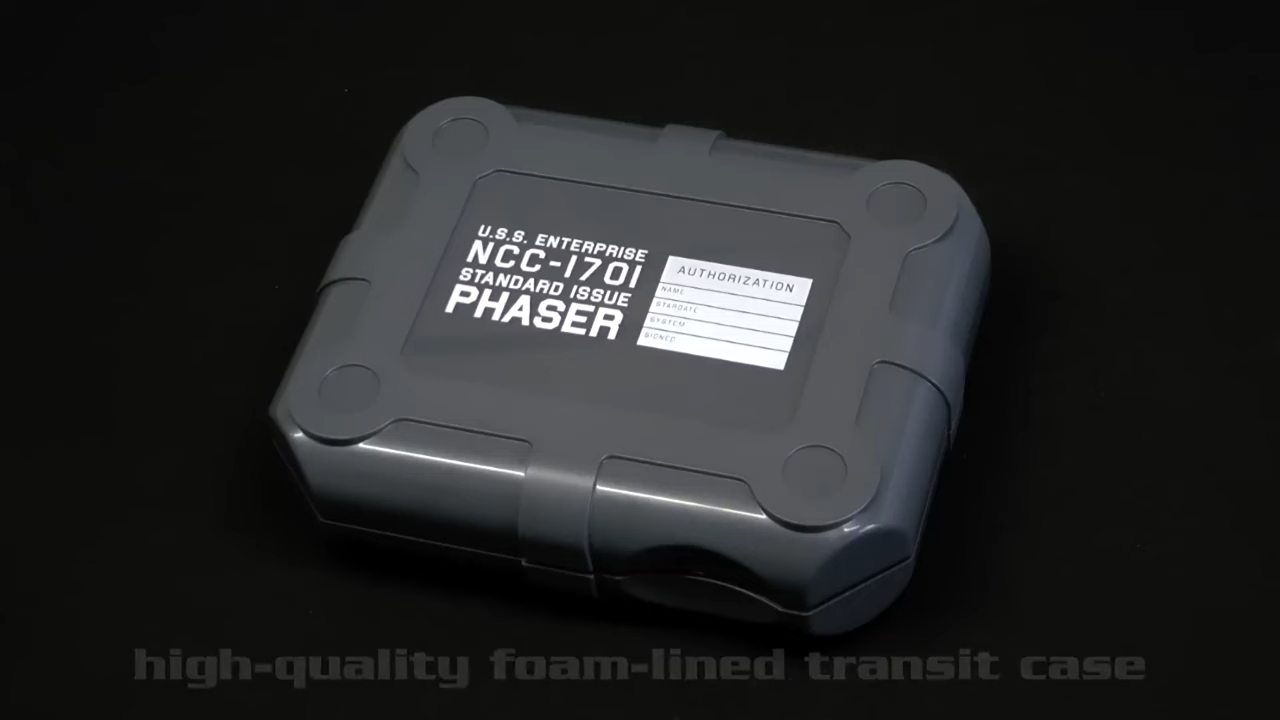 U.S.S. ENTERPRISE
NCC-1701
STANDARD ISSUE
PHASER
AUTHORIZATION
NAME
STARDATE
SYSTEM
SIGNED
high-quality foam-lined transit case